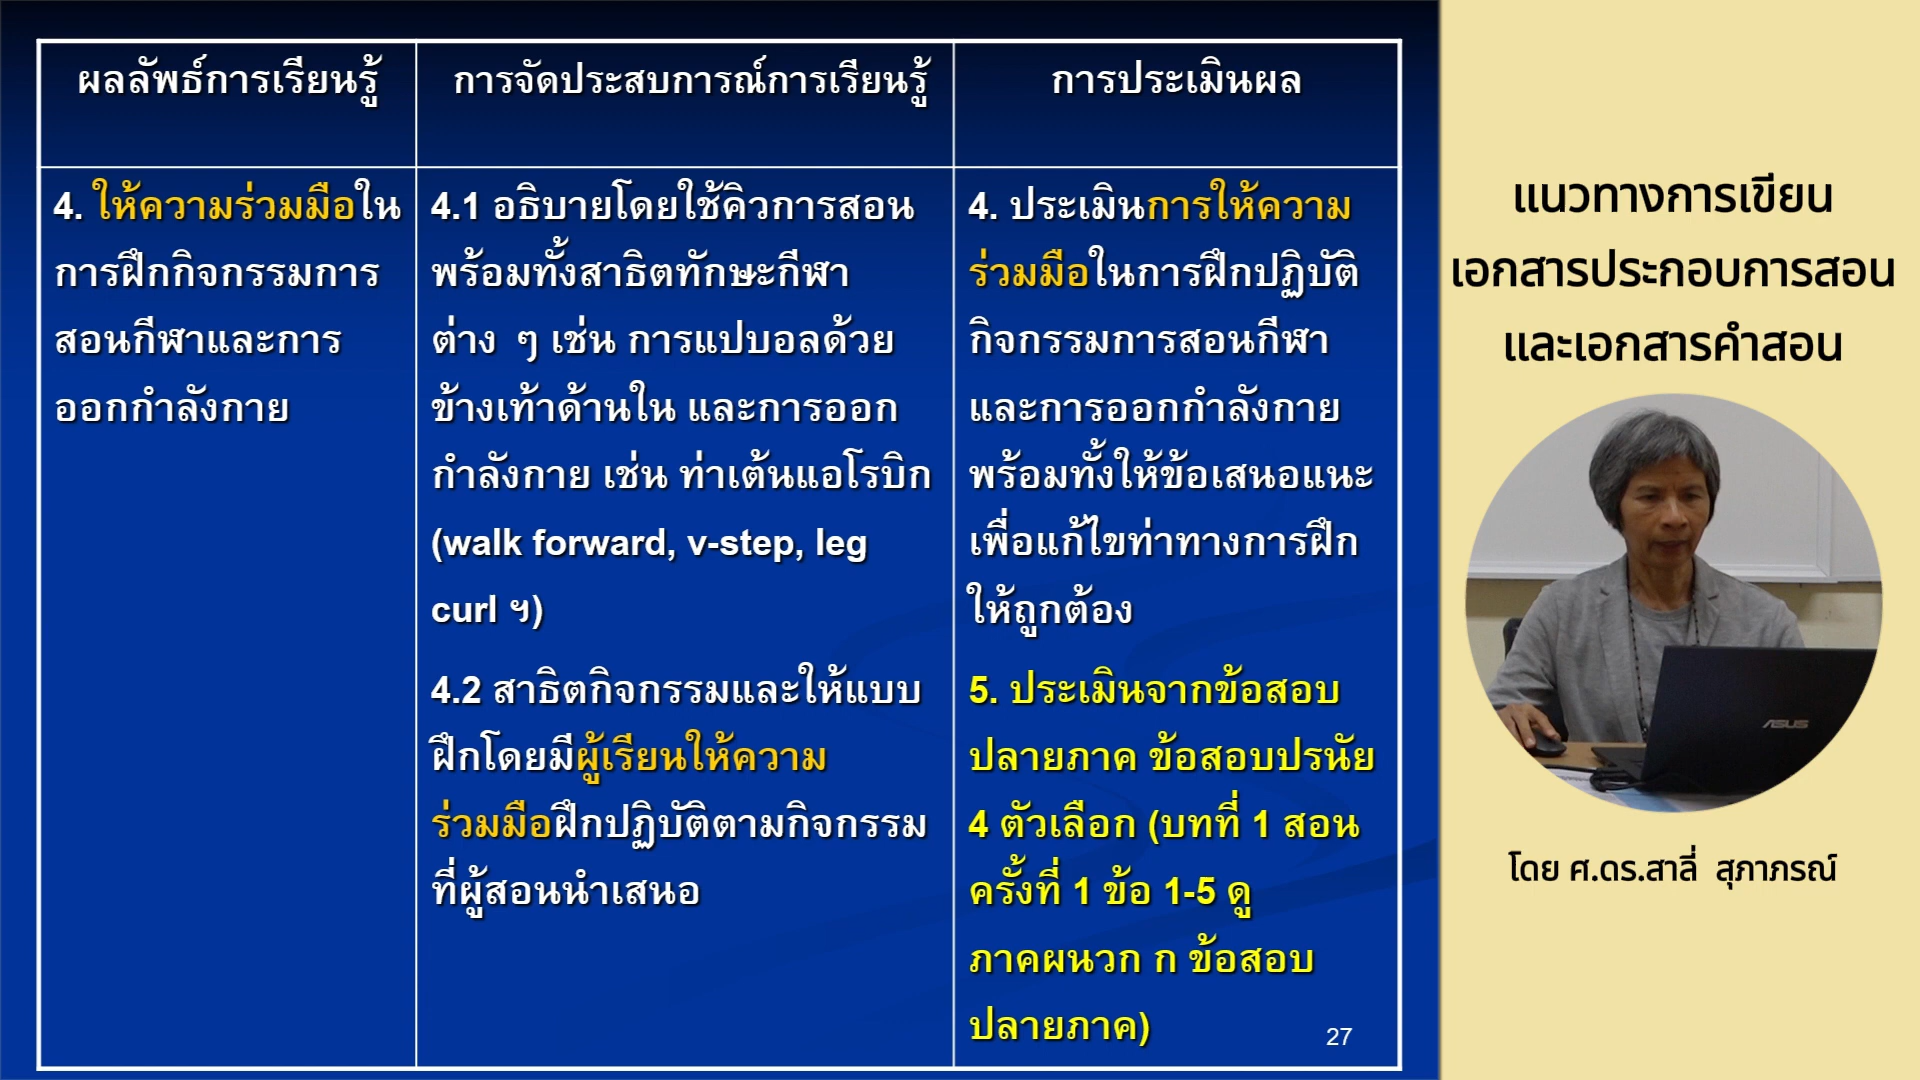 ผลลัพธ์การเรียนรู้
การจัดประสบการณ์การเรียนรู้
การประเมินผล
4. ให้ความร่วมมือใน
การฝึกกิจกรรมการ
สอนกีฬาและการ
ออกกำลังกาย
4.1 อธิบายโดยใช้คิวการสอน
พร้อมทั้งสาธิตทักษะกีฬา
ต่าง ๆ เช่น การแปบอลด้วย
ข้างเท้าด้านใน และการออก
กำลังกาย เช่น ท่าเต้นแอโรบิก
(walk forward, v-step, leg
curl ฯ)
4.2 สาธิตกิจกรรมและให้แบบ
ฝึกโดยมีผู้เรียนให้ความ
ร่วมมือฝึกปฏิบัติตามกิจกรรม
ที่ผู้สอนนำเสนอ
4. ประเมินการให้ความ
ร่วมมือในการฝึกปฏิบัติ
กิจกรรมการสอนกีฬา
และการออกกำลังกาย
พร้อมทั้งให้ข้อเสนอแนะ
เพื่อแก้ไขท่าทางการฝึก
ให้ถูกต้อง
5. ประเมินจากข้อสอบ
ปลายภาค ข้อสอบปรนัย
4 ตัวเลือก (บทที่ 1 สอน
ครั้งที่ 1 ข้อ 1-5 ดู
ภาคผนวก ก ข้อสอบ
ปลายภาค)
27
แนวทางการเขียน
เอกสารประกอบการสอน
และเอกสารคำสอน
ASUS
โดย ศ.ดร.สาลี่ สุภาภรณ์